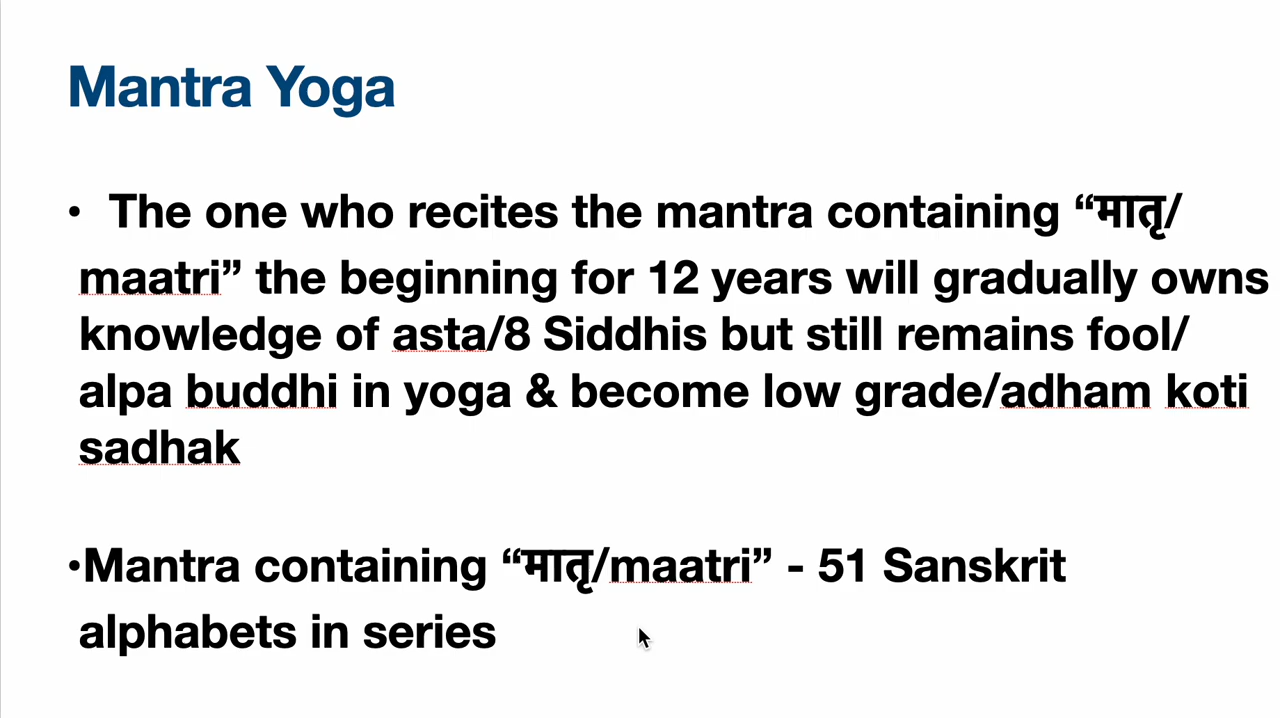 Mantra Yoga
• The one who recites the mantra containing “मातृ/
maatri” the beginning for 12 years will gradually owns
knowledge of asta/8 Siddhis but still remains fool/
alpa buddhi in yoga & become low grade/adham koti
sadhak
•Mantra containing “मातृ/maatri” - 51 Sanskrit
alphabets in series